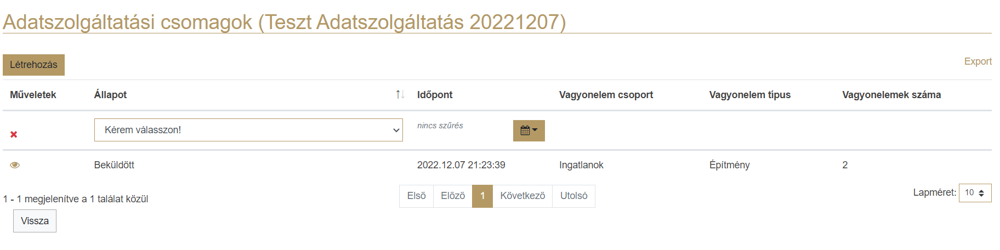 Adatszolgáltatási csomagok (Teszt Adatszolgáltatás 20221207)
Létrehozás Export
Műveletek Állapot Időpont Vagyonelem csoport Vagyonelem típus Vagyonelemek száma
Kérem válasszon! nincs szűrés
Beküldött 2022.12.07 21:23:39 Ingatlanok Építmény 2
1 - 1 megjelenítve a 1 találat közül Első Előző 1 Következő Utolsó Lapméret: 10
Vissza